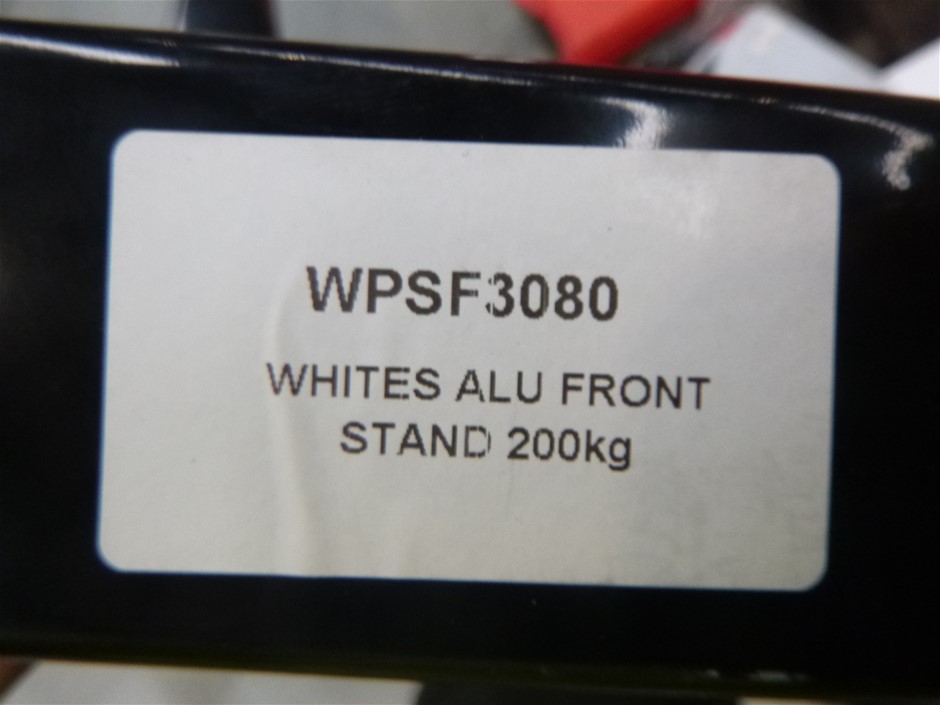 WPSF3080
WHITES ALU FRONT
STAND 200kg